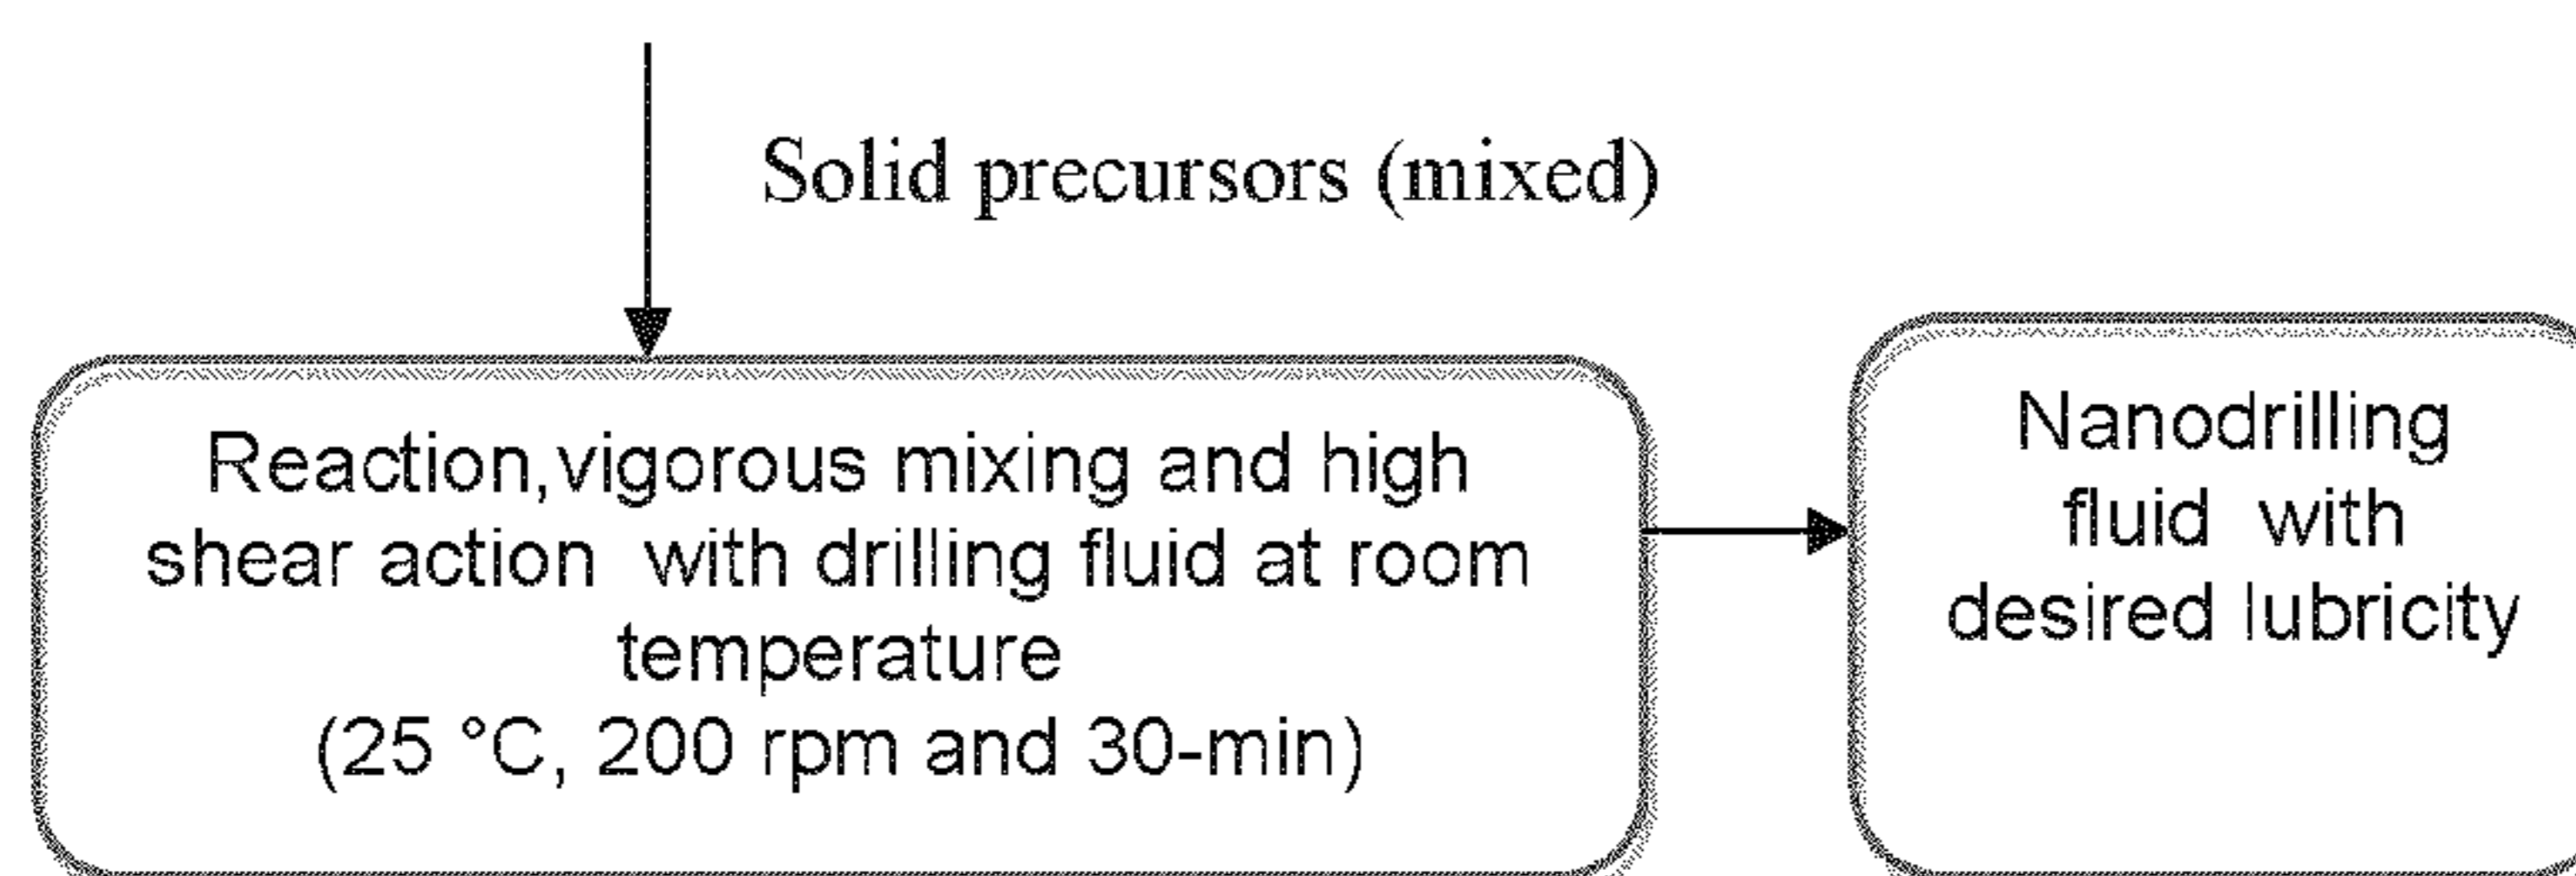 Solid precursors (mixed)
Reaction,vigorous mixing and high
shear action with drilling fluid at room
temperature
(25 °C, 200 rpm and 30-min)
Nanodrilling
fluid with
desired lubricity